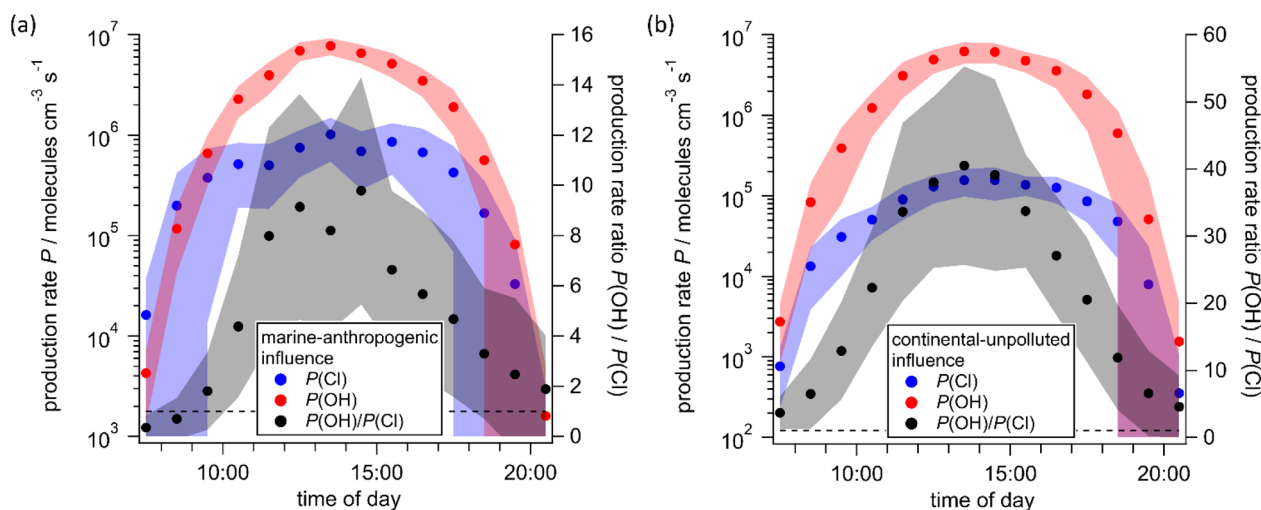 (a)
production rate P / molecules cm⁻³ s⁻¹
10⁷
10⁶
10⁵
10⁴
10³
16
14
12
10
8
6
4
2
0
production rate ratio P(OH) / P(Cl)
marine-anthropogenic
influence
P(Cl)
P(OH)
P(OH)/P(Cl)
10:00 15:00 20:00
time of day
(b)
production rate P / molecules cm⁻³ s⁻¹
10⁷
10⁶
10⁵
10⁴
10³
10²
60
50
40
30
20
10
0
production rate ratio P(OH) / P(Cl)
continental-unpolluted
influence
P(Cl)
P(OH)
P(OH)/P(Cl)
10:00 15:00 20:00
time of day